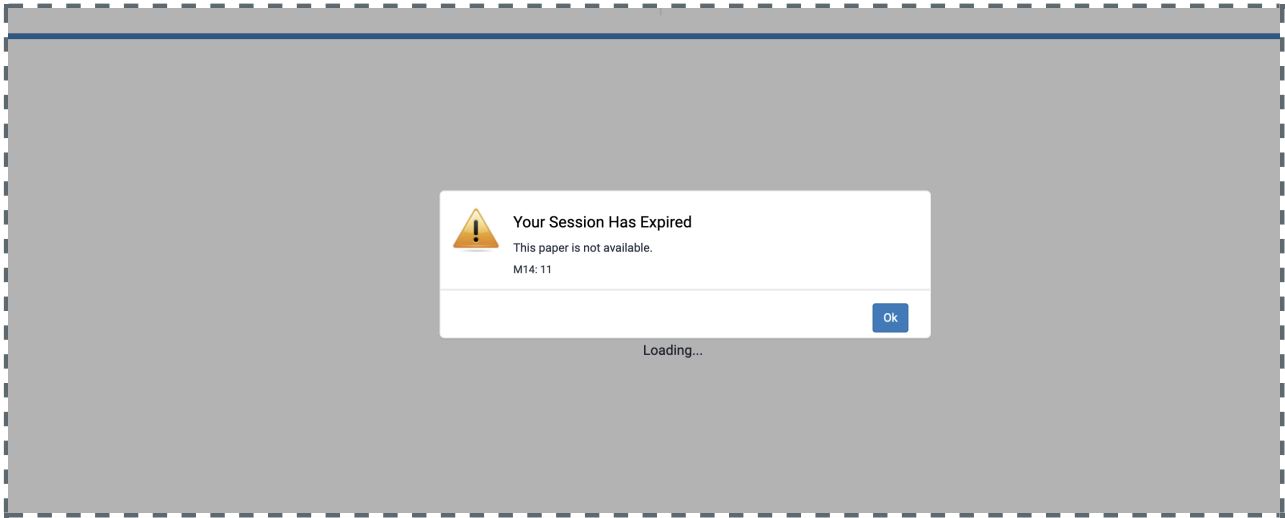 Your Session Has Expired
This paper is not available.
M14: 11
Ok
Loading...